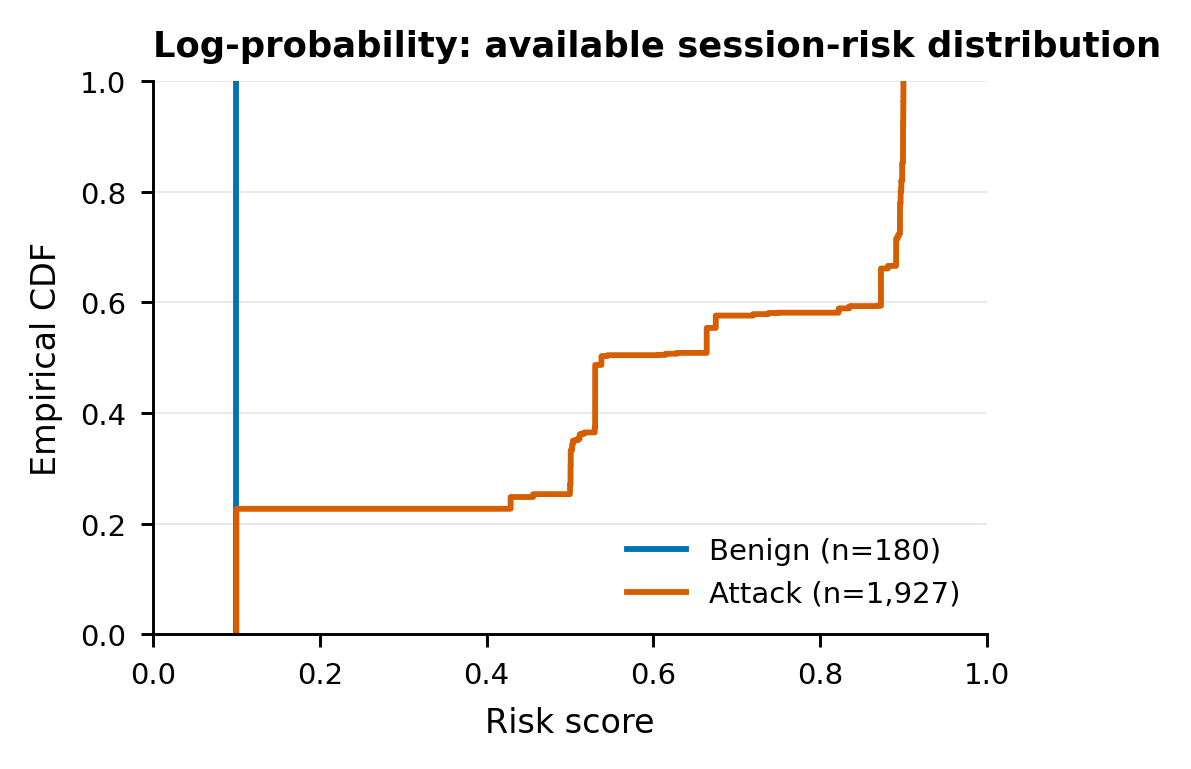 Log-probability: available session-risk distribution
1.0
0.8
0.6
0.4
0.2
0.0
Empirical CDF
Benign (n=180)
Attack (n=1,927)
0.0 0.2 0.4 0.6 0.8 1.0
Risk score